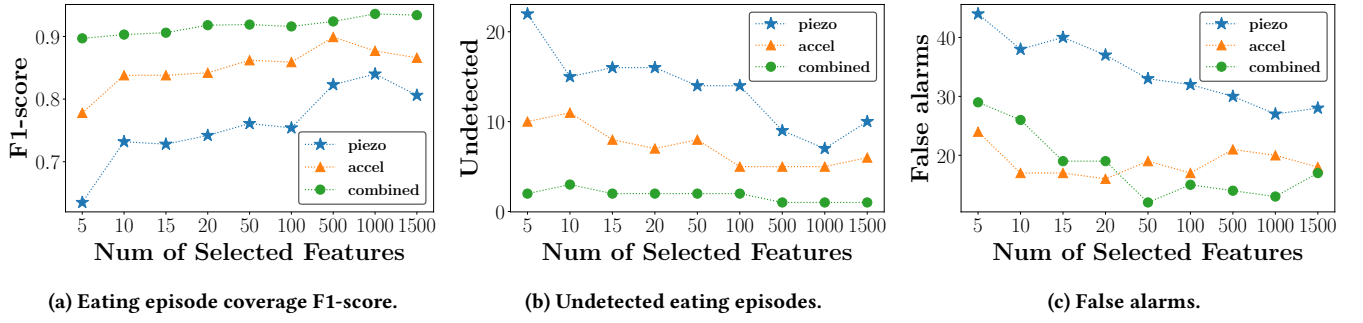 0.9
0.8
0.7
F1-score
piezo
accel
combined
5 10 15 20 50 100 500 1000 1500
Num of Selected Features
(a) Eating episode coverage F1-score.
20
10
0
Undetected
piezo
accel
combined
5 10 15 20 50 100 500 1000 1500
Num of Selected Features
(b) Undetected eating episodes.
40
30
20
False alarms
piezo
accel
combined
5 10 15 20 50 100 500 1000 1500
Num of Selected Features
(c) False alarms.